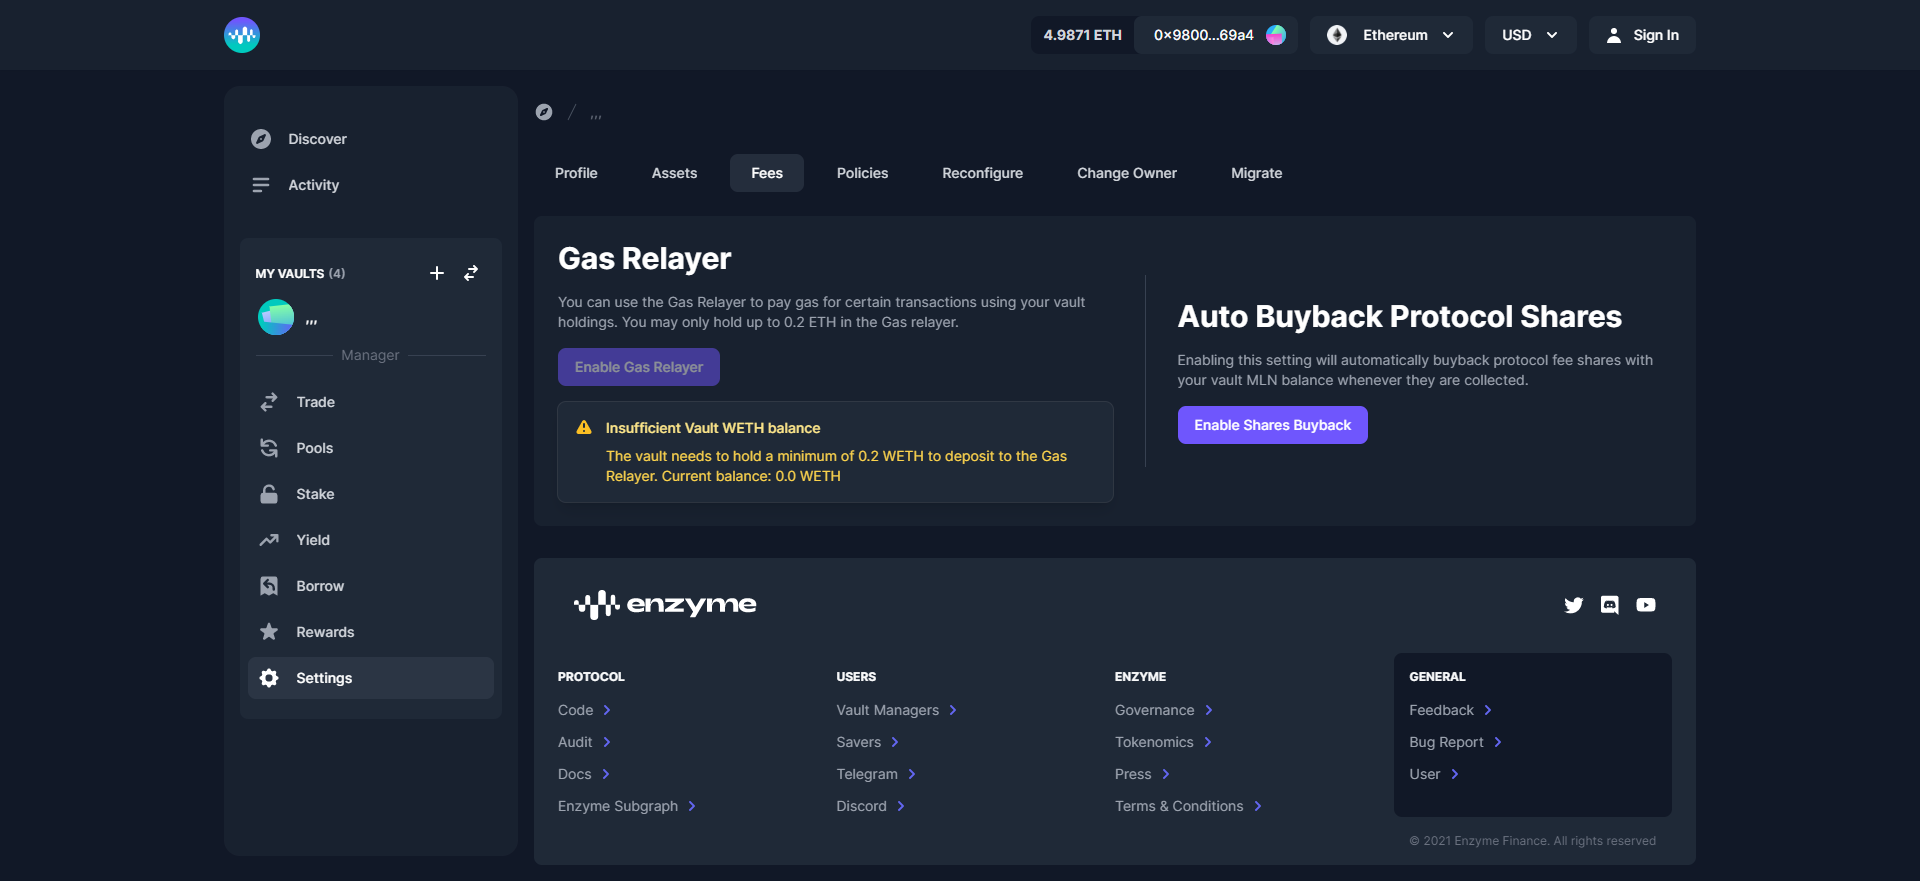 4.9871 ETH
0×9800...69a4
Ethereum
USD
Sign In
Discover
Activity
MY VAULTS (4)
,,,
Manager
Trade
Pools
Stake
Yield
Borrow
Rewards
Settings
/ ,,,
Profile
Assets
Fees
Policies
Reconfigure
Change Owner
Migrate
Gas Relayer
You can use the Gas Relayer to pay gas for certain transactions using your vault
holdings. You may only hold up to 0.2 ETH in the Gas relayer.
Enable Gas Relayer
Insufficient Vault WETH balance
The vault needs to hold a minimum of 0.2 WETH to deposit to the Gas
Relayer. Current balance: 0.0 WETH
Auto Buyback Protocol Shares
Enabling this setting will automatically buyback protocol fee shares with
your vault MLN balance whenever they are collected.
Enable Shares Buyback
enzyme
PROTOCOL
Code
Audit
Docs
Enzyme Subgraph
USERS
Vault Managers
Savers
Telegram
Discord
ENZYME
Governance
Tokenomics
Press
Terms & Conditions
GENERAL
Feedback
Bug Report
User
© 2021 Enzyme Finance. All rights reserved